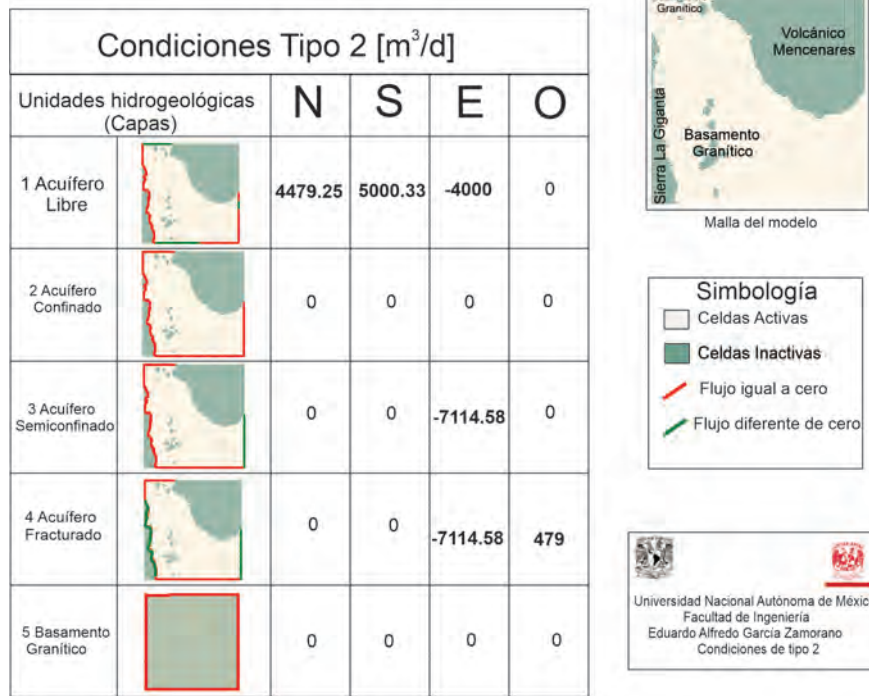 Condiciones Tipo 2 [m³/d]
Unidades hidrogeológicas
(Capas)
N S E O
1 Acuífero
Libre
4479.25 5000.33 -4000 0
2 Acuífero
Confinado
0 0 0 0
3 Acuífero
Semiconfinado
0 0 -7114.58 0
4 Acuífero
Fracturado
0 0 -7114.58 479
5 Basamento
Granítico
0 0 0 0
Granítico
Volcánico
Mencenares
Sierra La Giganta
Basamento
Granítico
Malla del modelo
Simbología
Celdas Activas
Celdas Inactivas
Flujo igual a cero
Flujo diferente de cero
Universidad Nacional Autónoma de Méxic
Facultad de Ingeniería
Eduardo Alfredo García Zamorano
Condiciones de tipo 2